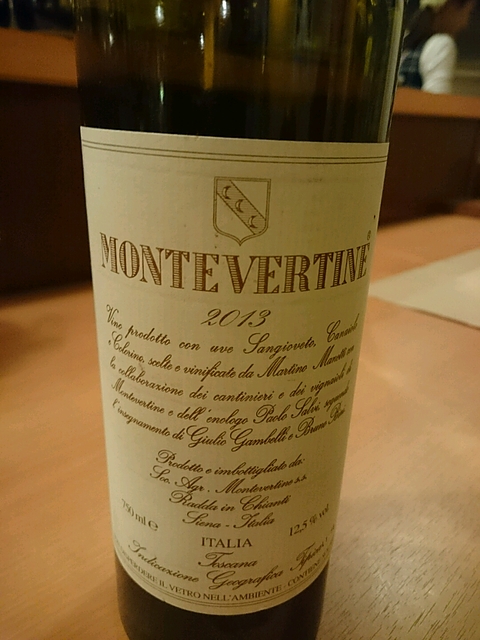 MONTEVERTINE
2013
Vino prodotto con uve Sangioveto, Canaiolo
e Colorino, scelte e vinificate da Martino Manetti con
la collaborazione dei cantinieri e dei vignaioli di
Montevertine e dell'enologo Paolo Salvi, seguendo
l'insegnamento di Giulio Gambelli e Bruno Bini
Prodotto e imbottigliato da:
Soc. Agr. Montevertine s.a.
Radda in Chianti
Siena - Italia
750 ml e
12,5 % vol
ITALIA
Toscana
Indicazione Geografica
DISPERDERE IL VETRO NELL'AMBIENTE - CONTIENE